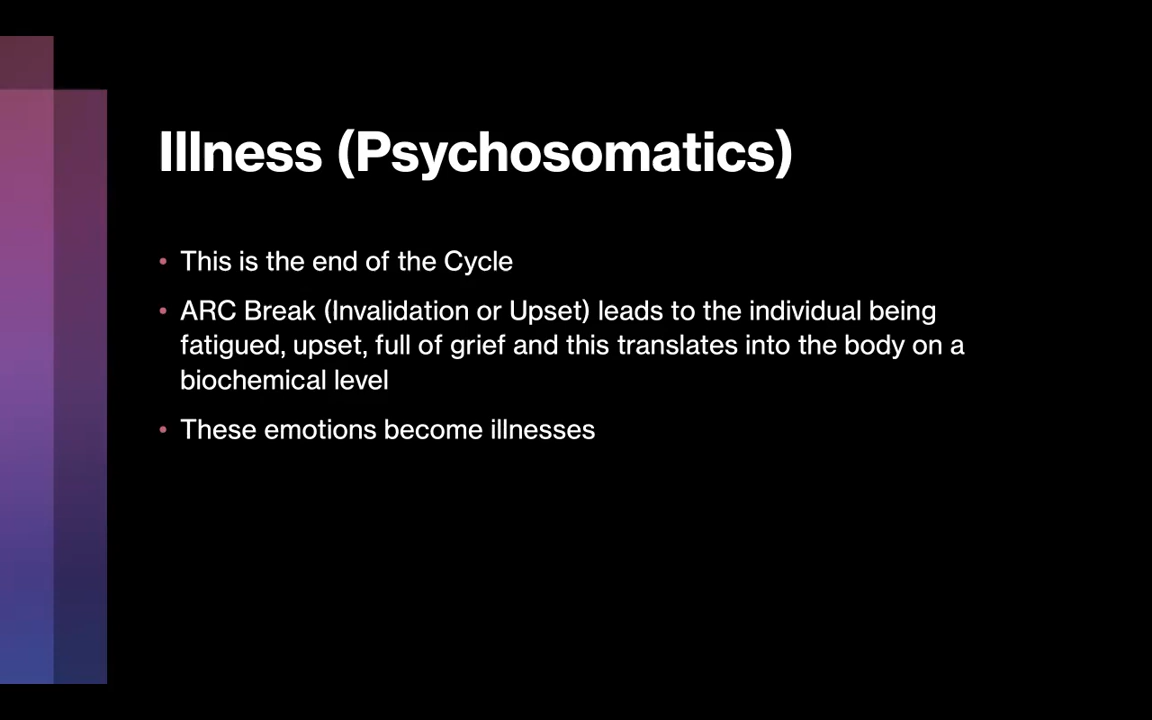 Illness (Psychosomatics)
• This is the end of the Cycle
• ARC Break (Invalidation or Upset) leads to the individual being
fatigued, upset, full of grief and this translates into the body on a
biochemical level
• These emotions become illnesses